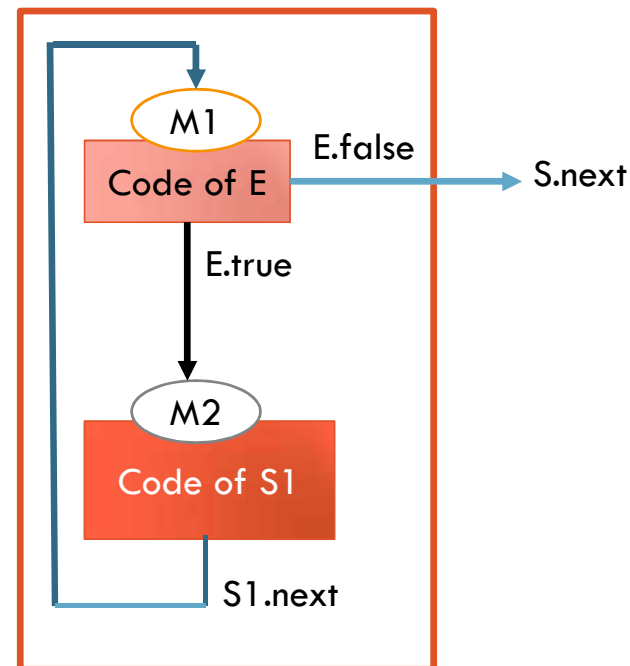 M1
E.false
Code of E
S.next
E.true
M2
Code of S1
S1.next